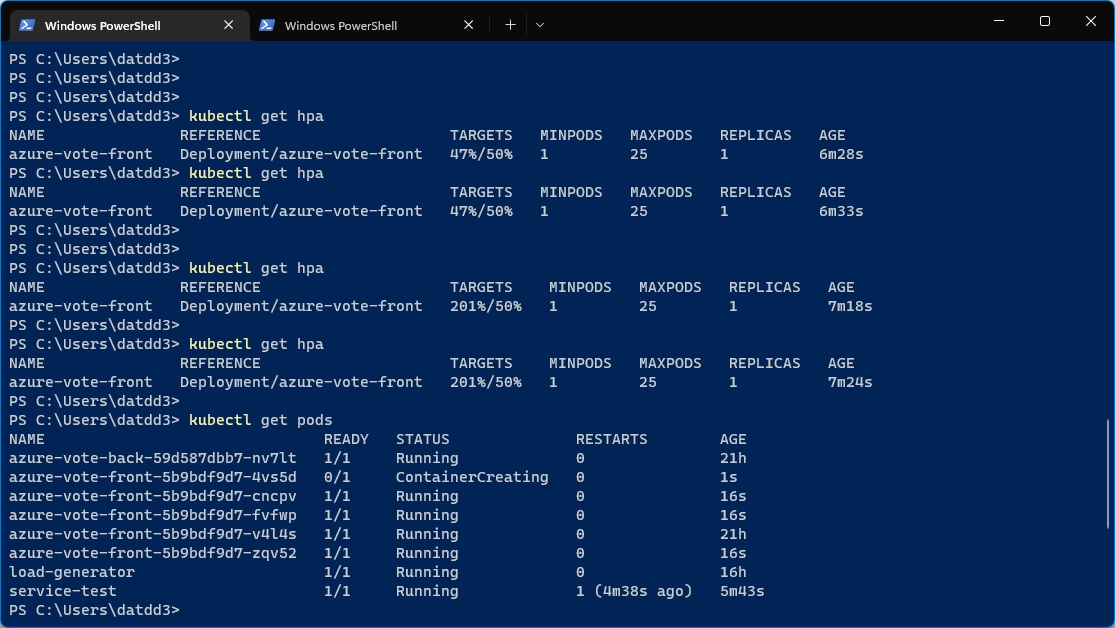 Windows PowerShell
Windows PowerShell
PS C:\Users\datdd3>
PS C:\Users\datdd3>
PS C:\Users\datdd3>
PS C:\Users\datdd3> kubectl get hpa
NAME REFERENCE TARGETS MINPODS MAXPODS REPLICAS AGE
azure-vote-front Deployment/azure-vote-front 47%/50% 1 25 1 6m28s
PS C:\Users\datdd3> kubectl get hpa
NAME REFERENCE TARGETS MINPODS MAXPODS REPLICAS AGE
azure-vote-front Deployment/azure-vote-front 47%/50% 1 25 1 6m33s
PS C:\Users\datdd3>
PS C:\Users\datdd3>
PS C:\Users\datdd3> kubectl get hpa
NAME REFERENCE TARGETS MINPODS MAXPODS REPLICAS AGE
azure-vote-front Deployment/azure-vote-front 201%/50% 1 25 1 7m18s
PS C:\Users\datdd3>
PS C:\Users\datdd3> kubectl get hpa
NAME REFERENCE TARGETS MINPODS MAXPODS REPLICAS AGE
azure-vote-front Deployment/azure-vote-front 201%/50% 1 25 1 7m24s
PS C:\Users\datdd3>
PS C:\Users\datdd3> kubectl get pods
NAME READY STATUS RESTARTS AGE
azure-vote-back-59d587dbb7-nv7lt 1/1 Running 0 21h
azure-vote-front-5b9bdf9d7-4vs5d 0/1 ContainerCreating 0 1s
azure-vote-front-5b9bdf9d7-cncpv 1/1 Running 0 16s
azure-vote-front-5b9bdf9d7-fvfwp 1/1 Running 0 16s
azure-vote-front-5b9bdf9d7-v4l4s 1/1 Running 0 21h
azure-vote-front-5b9bdf9d7-zqv52 1/1 Running 0 16s
load-generator 1/1 Running 0 16h
service-test 1/1 Running 1 (4m38s ago) 5m43s
PS C:\Users\datdd3>